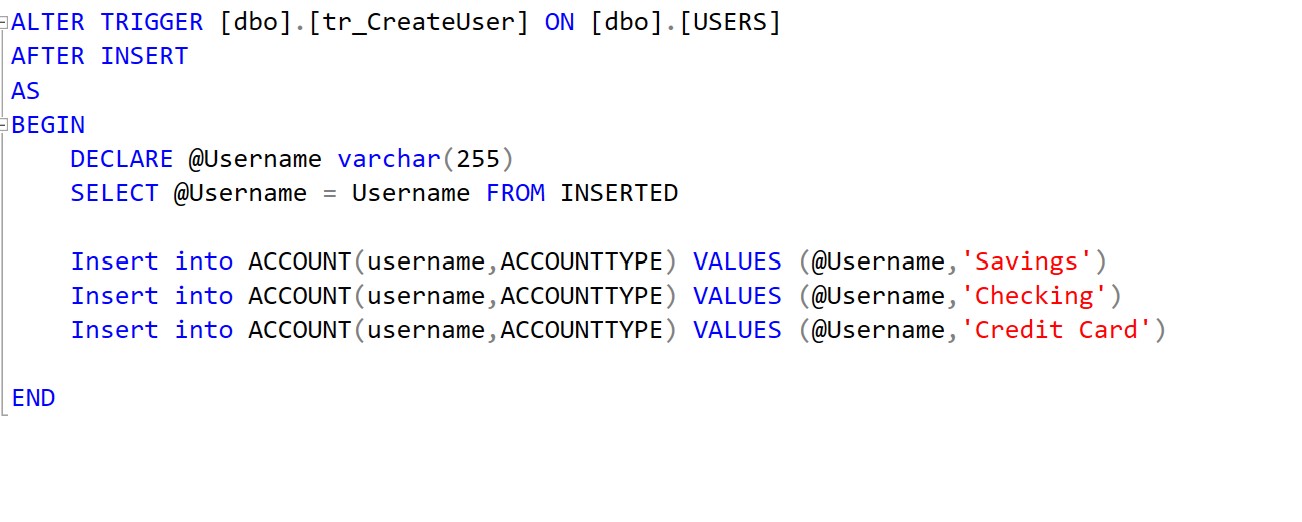 ALTER TRIGGER [dbo].[tr_CreateUser] ON [dbo].[USERS]
AFTER INSERT
AS
BEGIN
    DECLARE @Username varchar(255)
    SELECT @Username = Username FROM INSERTED

    Insert into ACCOUNT(username,ACCOUNTTYPE) VALUES (@Username,'Savings')
    Insert into ACCOUNT(username,ACCOUNTTYPE) VALUES (@Username,'Checking')
    Insert into ACCOUNT(username,ACCOUNTTYPE) VALUES (@Username,'Credit Card')

END